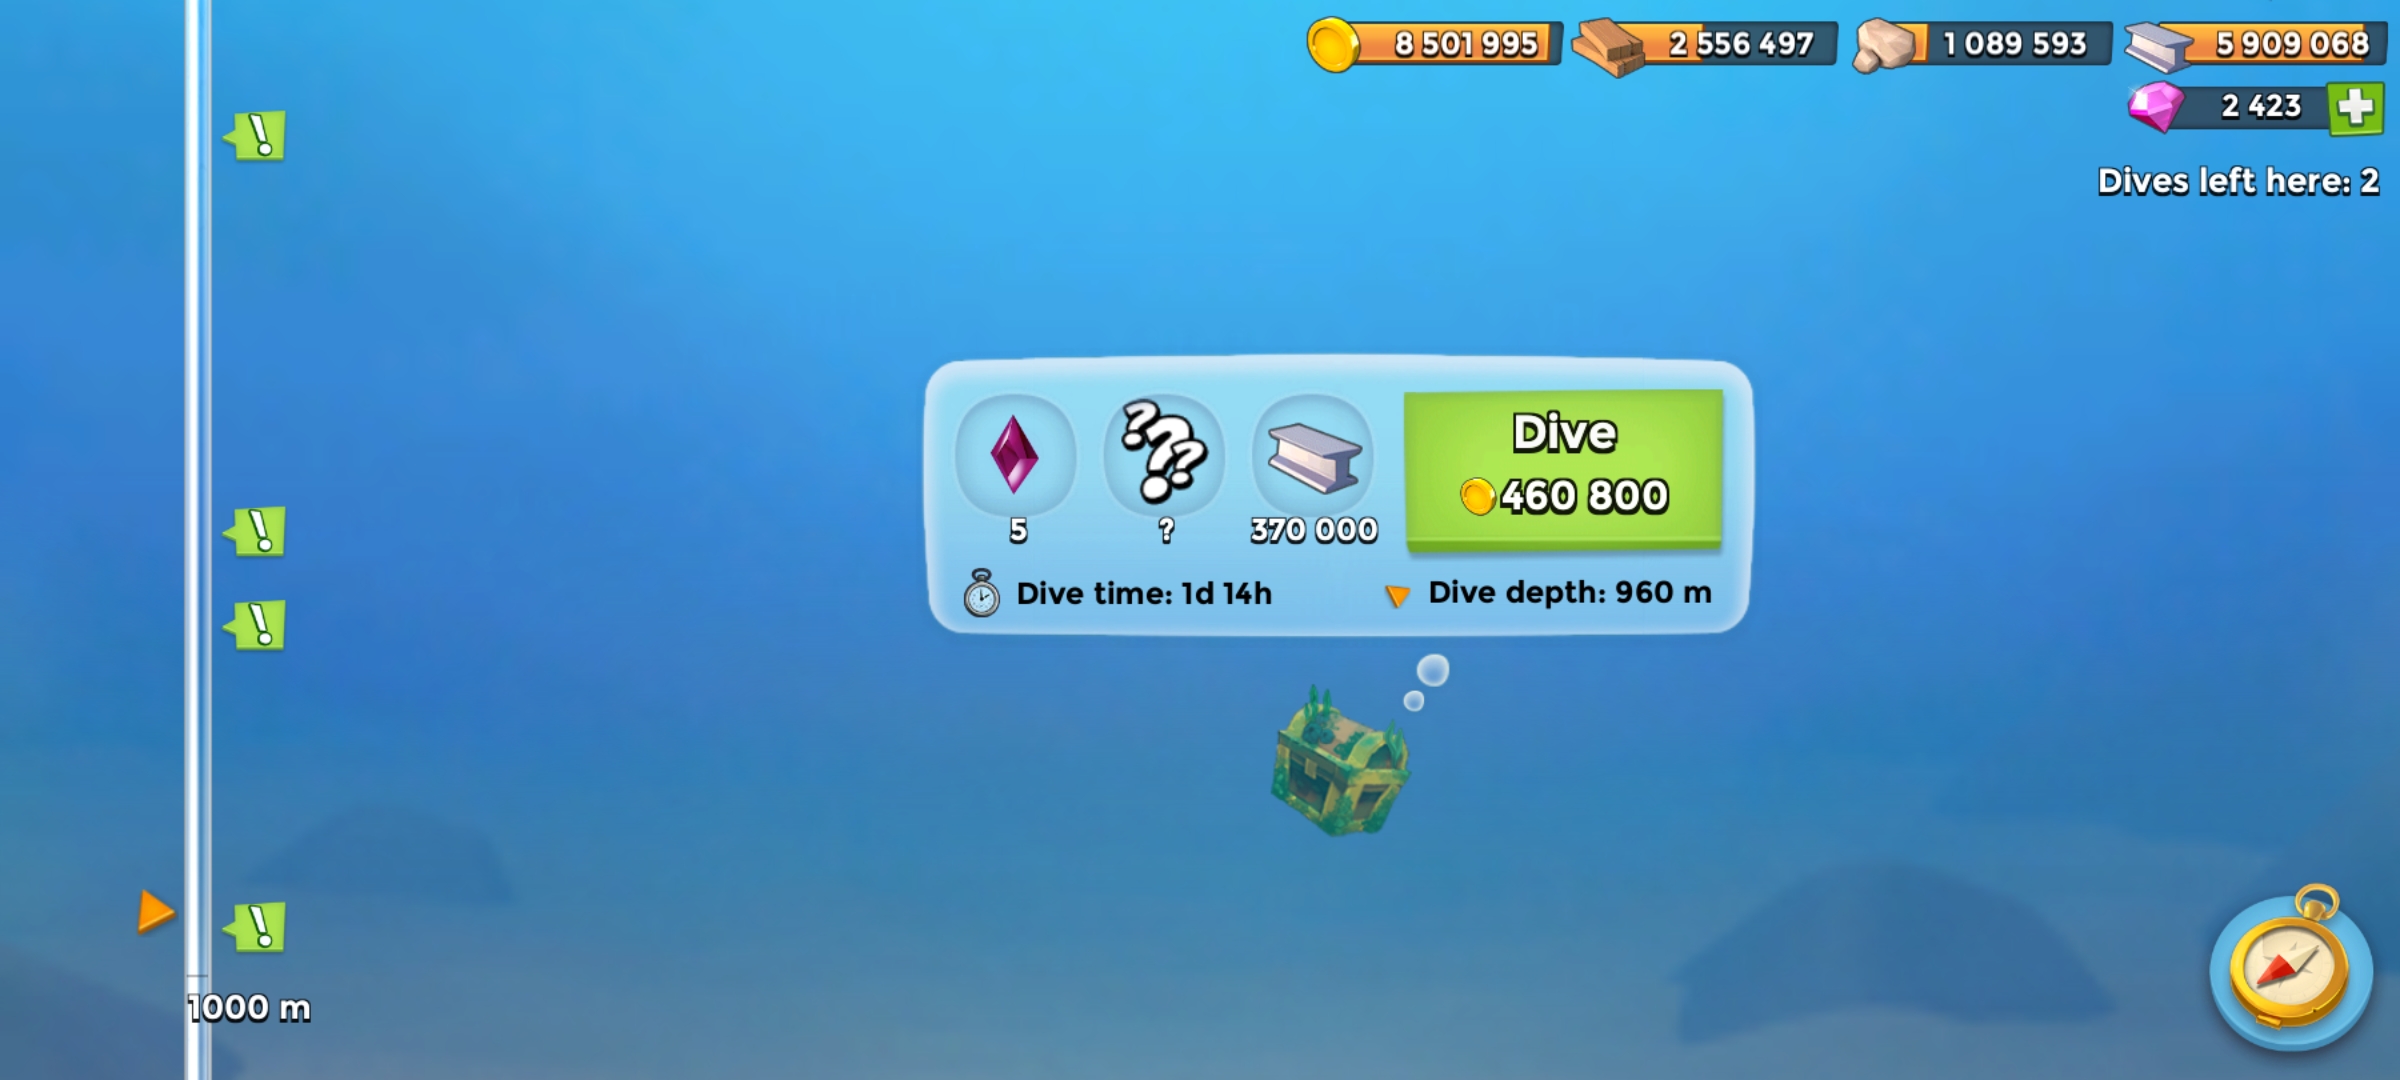 8 501 995
2 556 497
1 089 593
5 909 068
2 423
Dives left here: 2
!
!
!
!
1000 m
???
5
?
370 000
Dive
460 800
Dive time: 1d 14h
Dive depth: 960 m